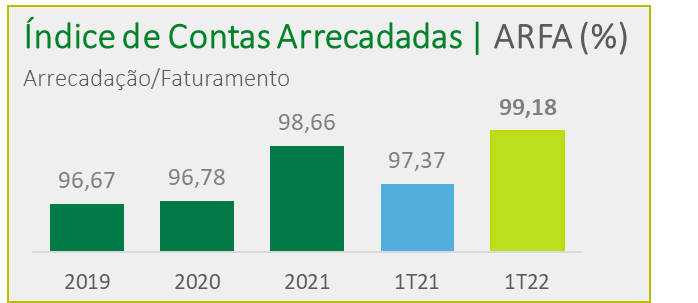 Índice de Contas Arrecadadas | ARFA (%)
Arrecadação/Faturamento
96,67
96,78
98,66
97,37
99,18
2019
2020
2021
1T21
1T22